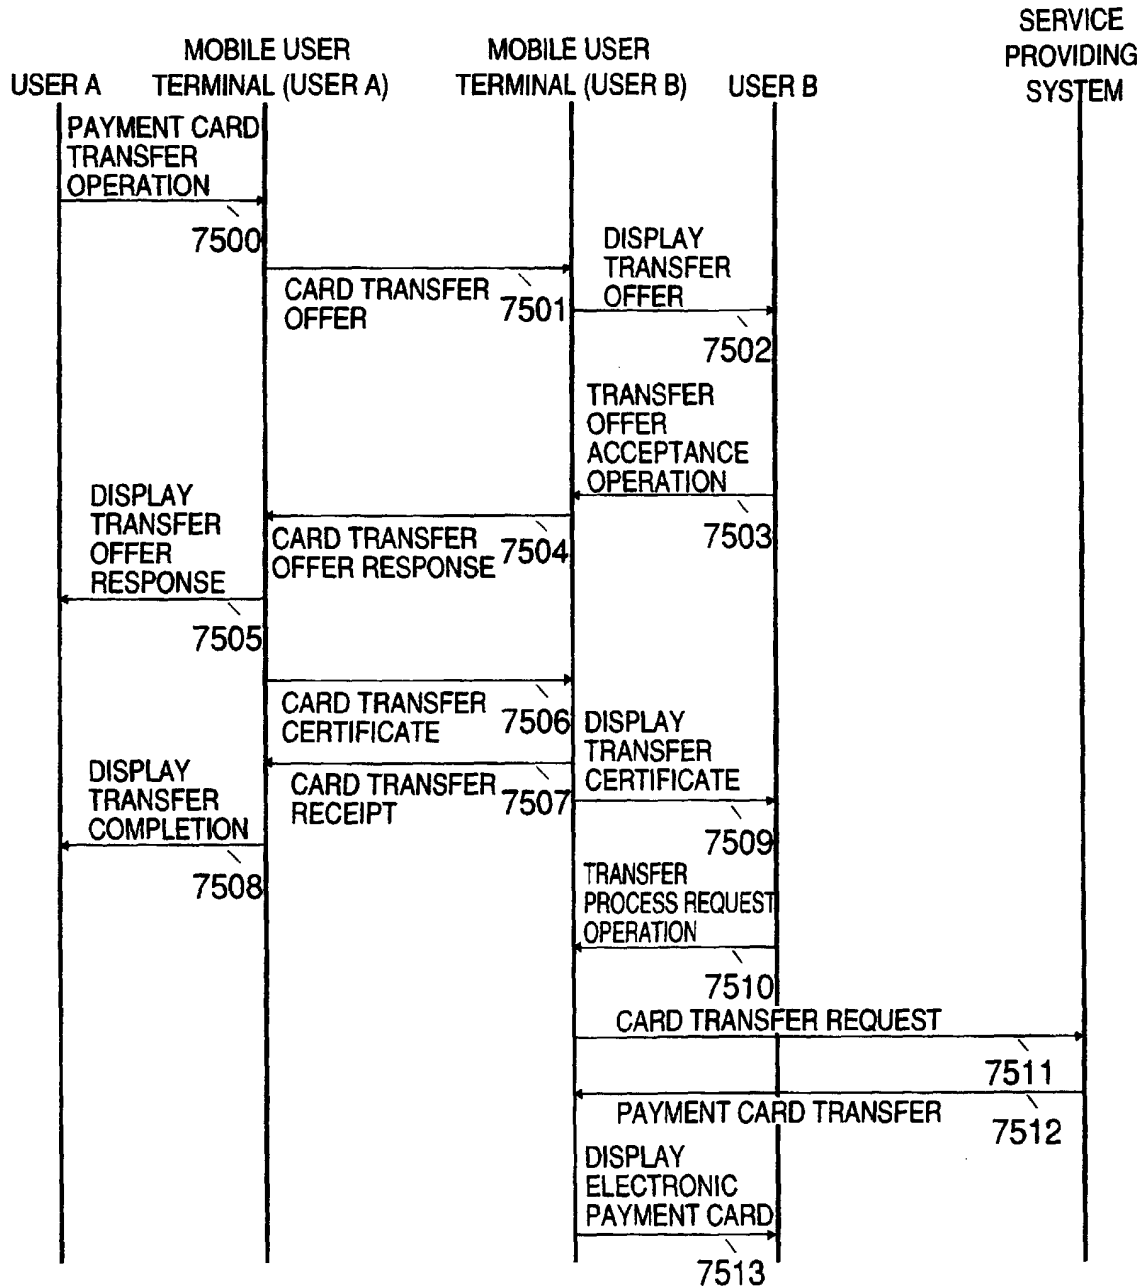 SERVICE
PROVIDING
SYSTEM
MOBILE USER
TERMINAL (USER A)
MOBILE USER
TERMINAL (USER B)
USER A
USER B
PAYMENT CARD
TRANSFER
OPERATION
7500
CARD TRANSFER
OFFER
7501
DISPLAY
TRANSFER
OFFER
7502
TRANSFER
OFFER
ACCEPTANCE
OPERATION
7503
CARD TRANSFER
OFFER RESPONSE
7504
DISPLAY
TRANSFER
OFFER
RESPONSE
7505
CARD TRANSFER
CERTIFICATE
7506
CARD TRANSFER
RECEIPT
7507
DISPLAY
TRANSFER
COMPLETION
7508
DISPLAY
TRANSFER
CERTIFICATE
7509
TRANSFER
PROCESS REQUEST
OPERATION
7510
CARD TRANSFER REQUEST
7511
PAYMENT CARD TRANSFER
7512
DISPLAY
ELECTRONIC
PAYMENT CARD
7513